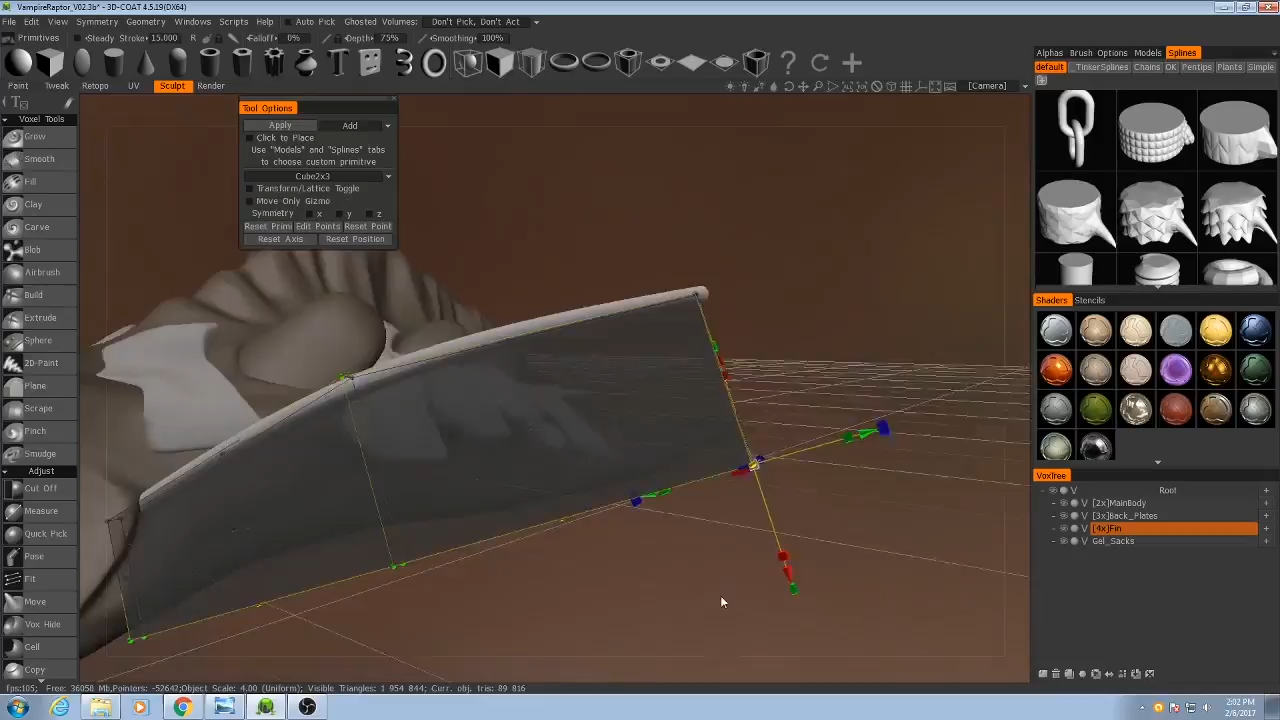 VampireRaptor_V02.3b* - 3D-COAT 4.5.19(DX64)
File Edit View Symmetry Geometry Windows Scripts Help Auto Pick Ghosted Volumes: Don't Pick, Don't Act
Primitives Steady Stroke 15.000 R Falloff 0% Depth 75% Smoothing 100%
Paint Tweak Retopo UV Sculpt Render [Camera]
Voxel Tools
Grow
Smooth
Fill
Clay
Carve
Blob
Airbrush
Build
Extrude
Sphere
2D-Paint
Plane
Scrape
Pinch
Smudge
Adjust
Cut Off
Measure
Quick Pick
Pose
Fit
Move
Vox Hide
Cell
Copy
Tool Options
Apply Add
Click to Place
Use "Models" and "Splines" tabs
to choose custom primitive
Cube2x3
Transform/Lattice Toggle
Move Only Gizmo
Symmetry x y z
Reset Primi Edit Points Reset Point
Reset Axis Reset Position
Alphas Brush Options Models Splines
default _TinkerSplines Chains OK Pentips Plants Simple
Shaders Stencils
VoxTree
V Root
V [2x]MainBody
V [3x]Back_Plates
V [4x]Fin
V Gel_Sacks
fps:105; Free: 36058 Mb,Pointers: -52642;Object Scale: 4.00 (Uniform); Visible Triangles: 1 954 844; Curr. obj. tris: 89 816
2:02 PM
2/6/2017